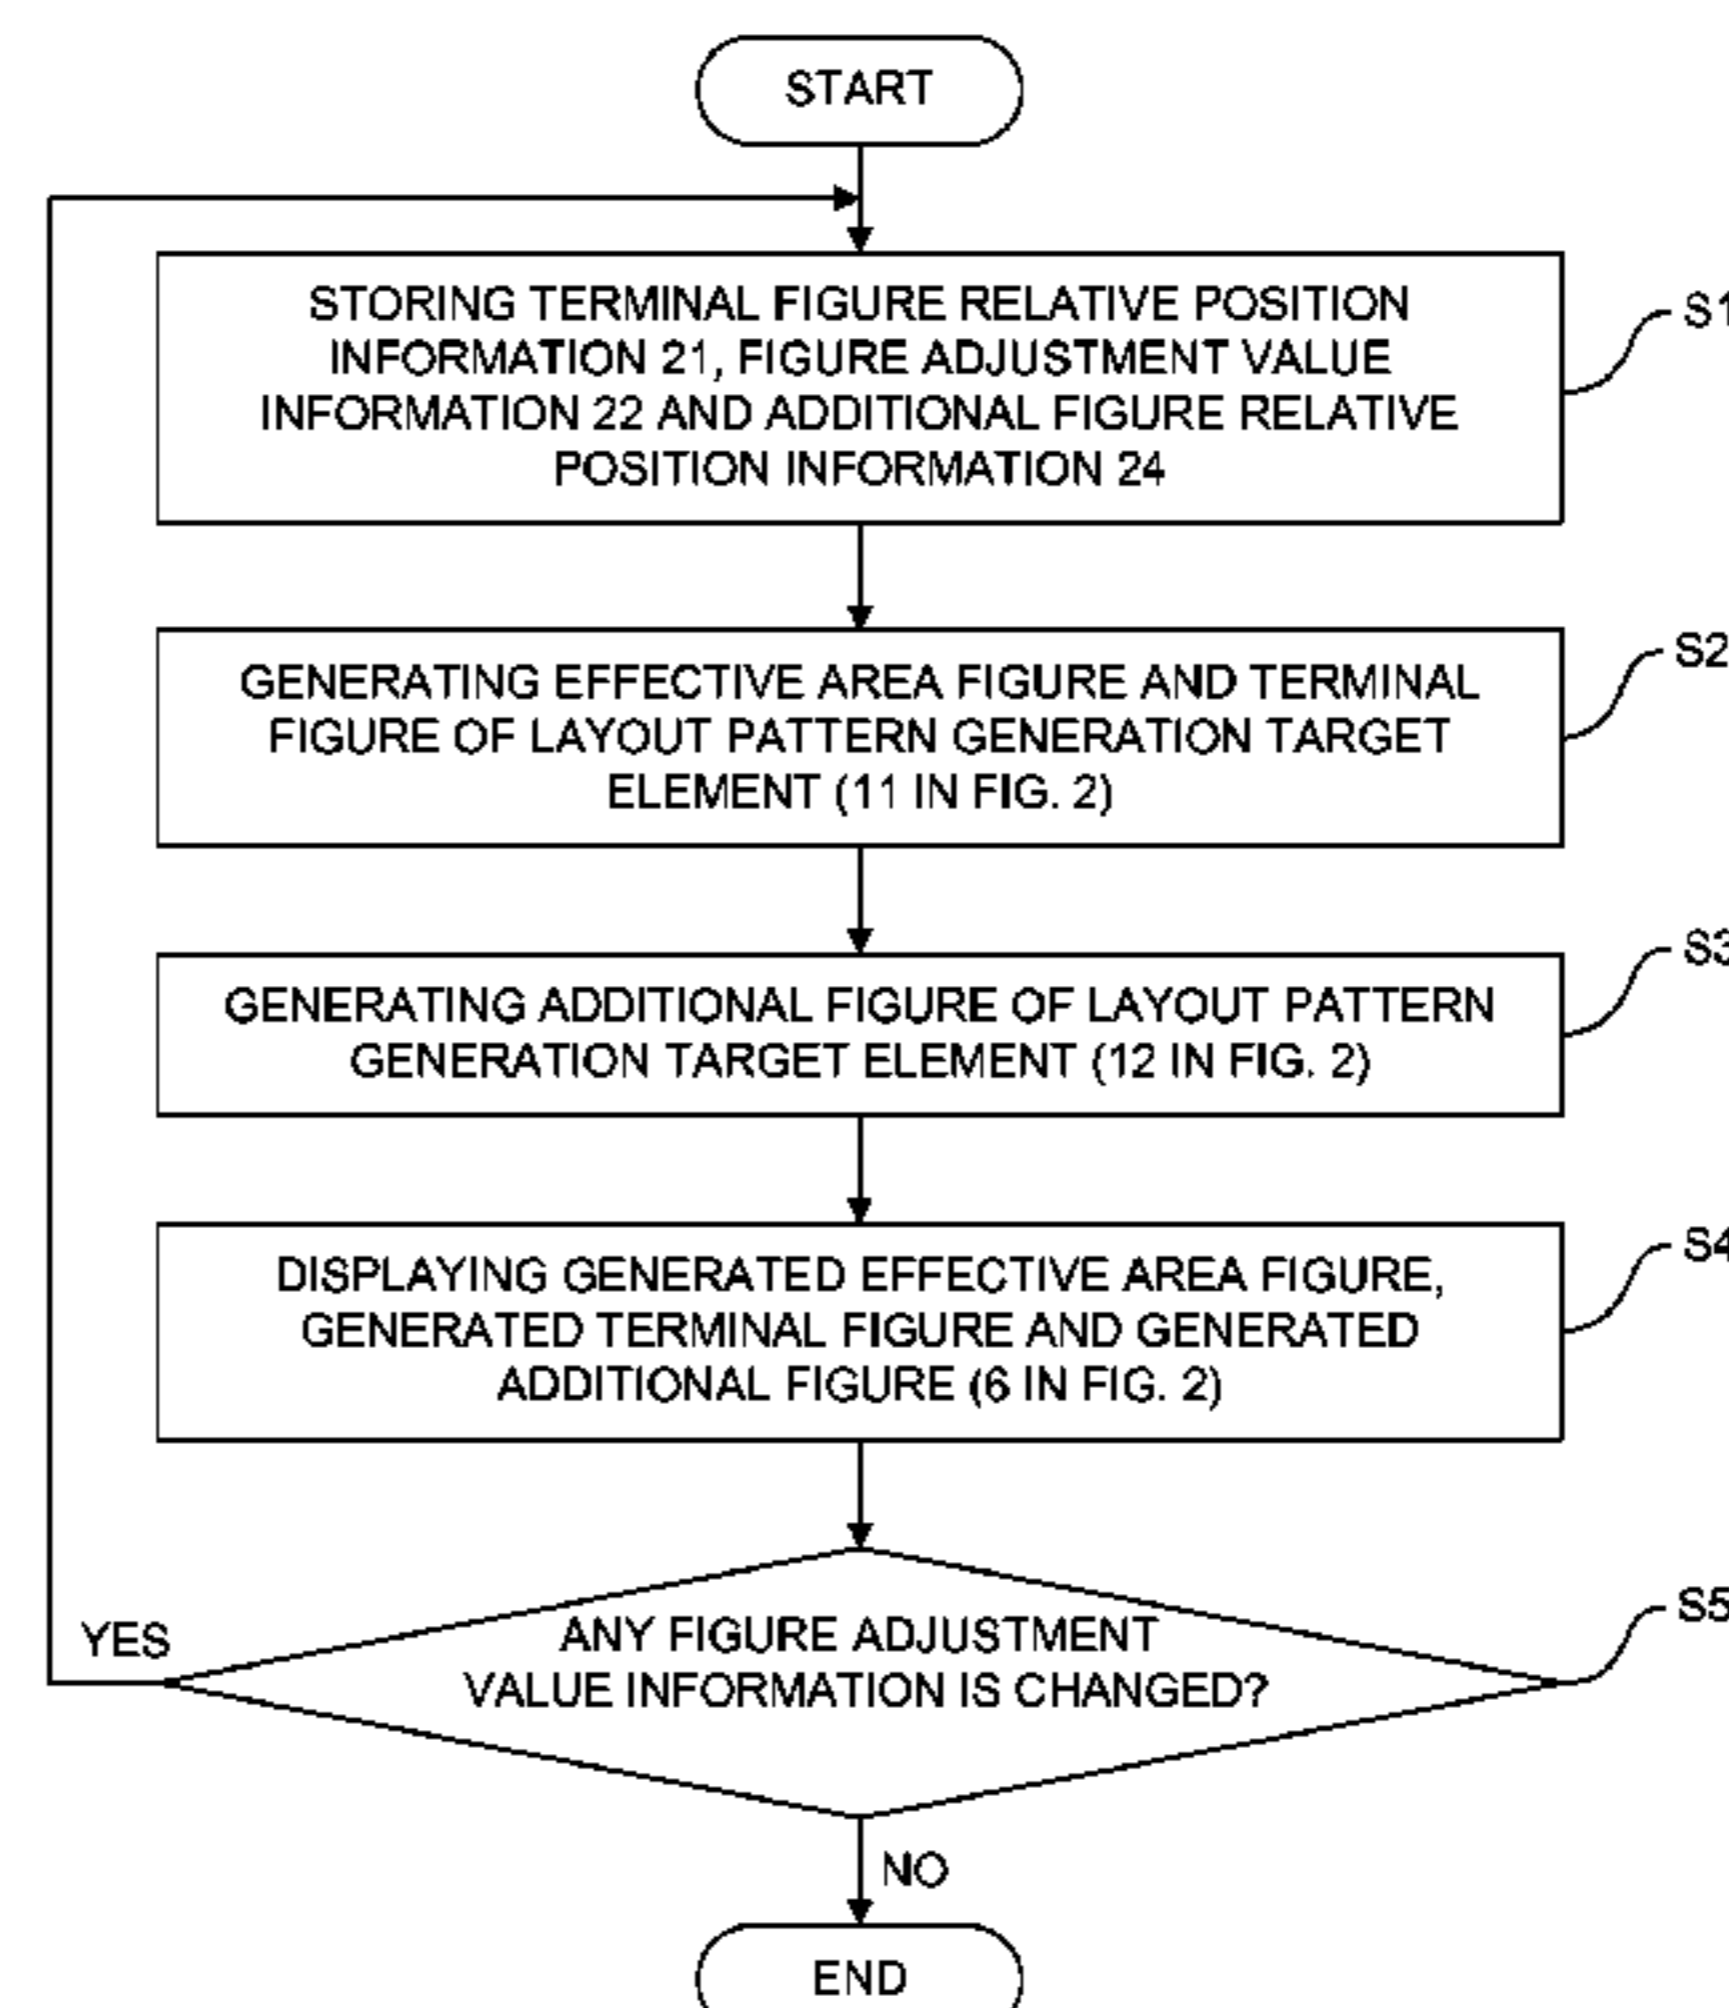 START
STORING TERMINAL FIGURE RELATIVE POSITION
INFORMATION 21, FIGURE ADJUSTMENT VALUE
INFORMATION 22 AND ADDITIONAL FIGURE RELATIVE
POSITION INFORMATION 24
S1
GENERATING EFFECTIVE AREA FIGURE AND TERMINAL
FIGURE OF LAYOUT PATTERN GENERATION TARGET
ELEMENT (11 IN FIG. 2)
S2
GENERATING ADDITIONAL FIGURE OF LAYOUT PATTERN
GENERATION TARGET ELEMENT (12 IN FIG. 2)
S3
DISPLAYING GENERATED EFFECTIVE AREA FIGURE,
GENERATED TERMINAL FIGURE AND GENERATED
ADDITIONAL FIGURE (6 IN FIG. 2)
S4
ANY FIGURE ADJUSTMENT
VALUE INFORMATION IS CHANGED?
S5
YES
NO
END